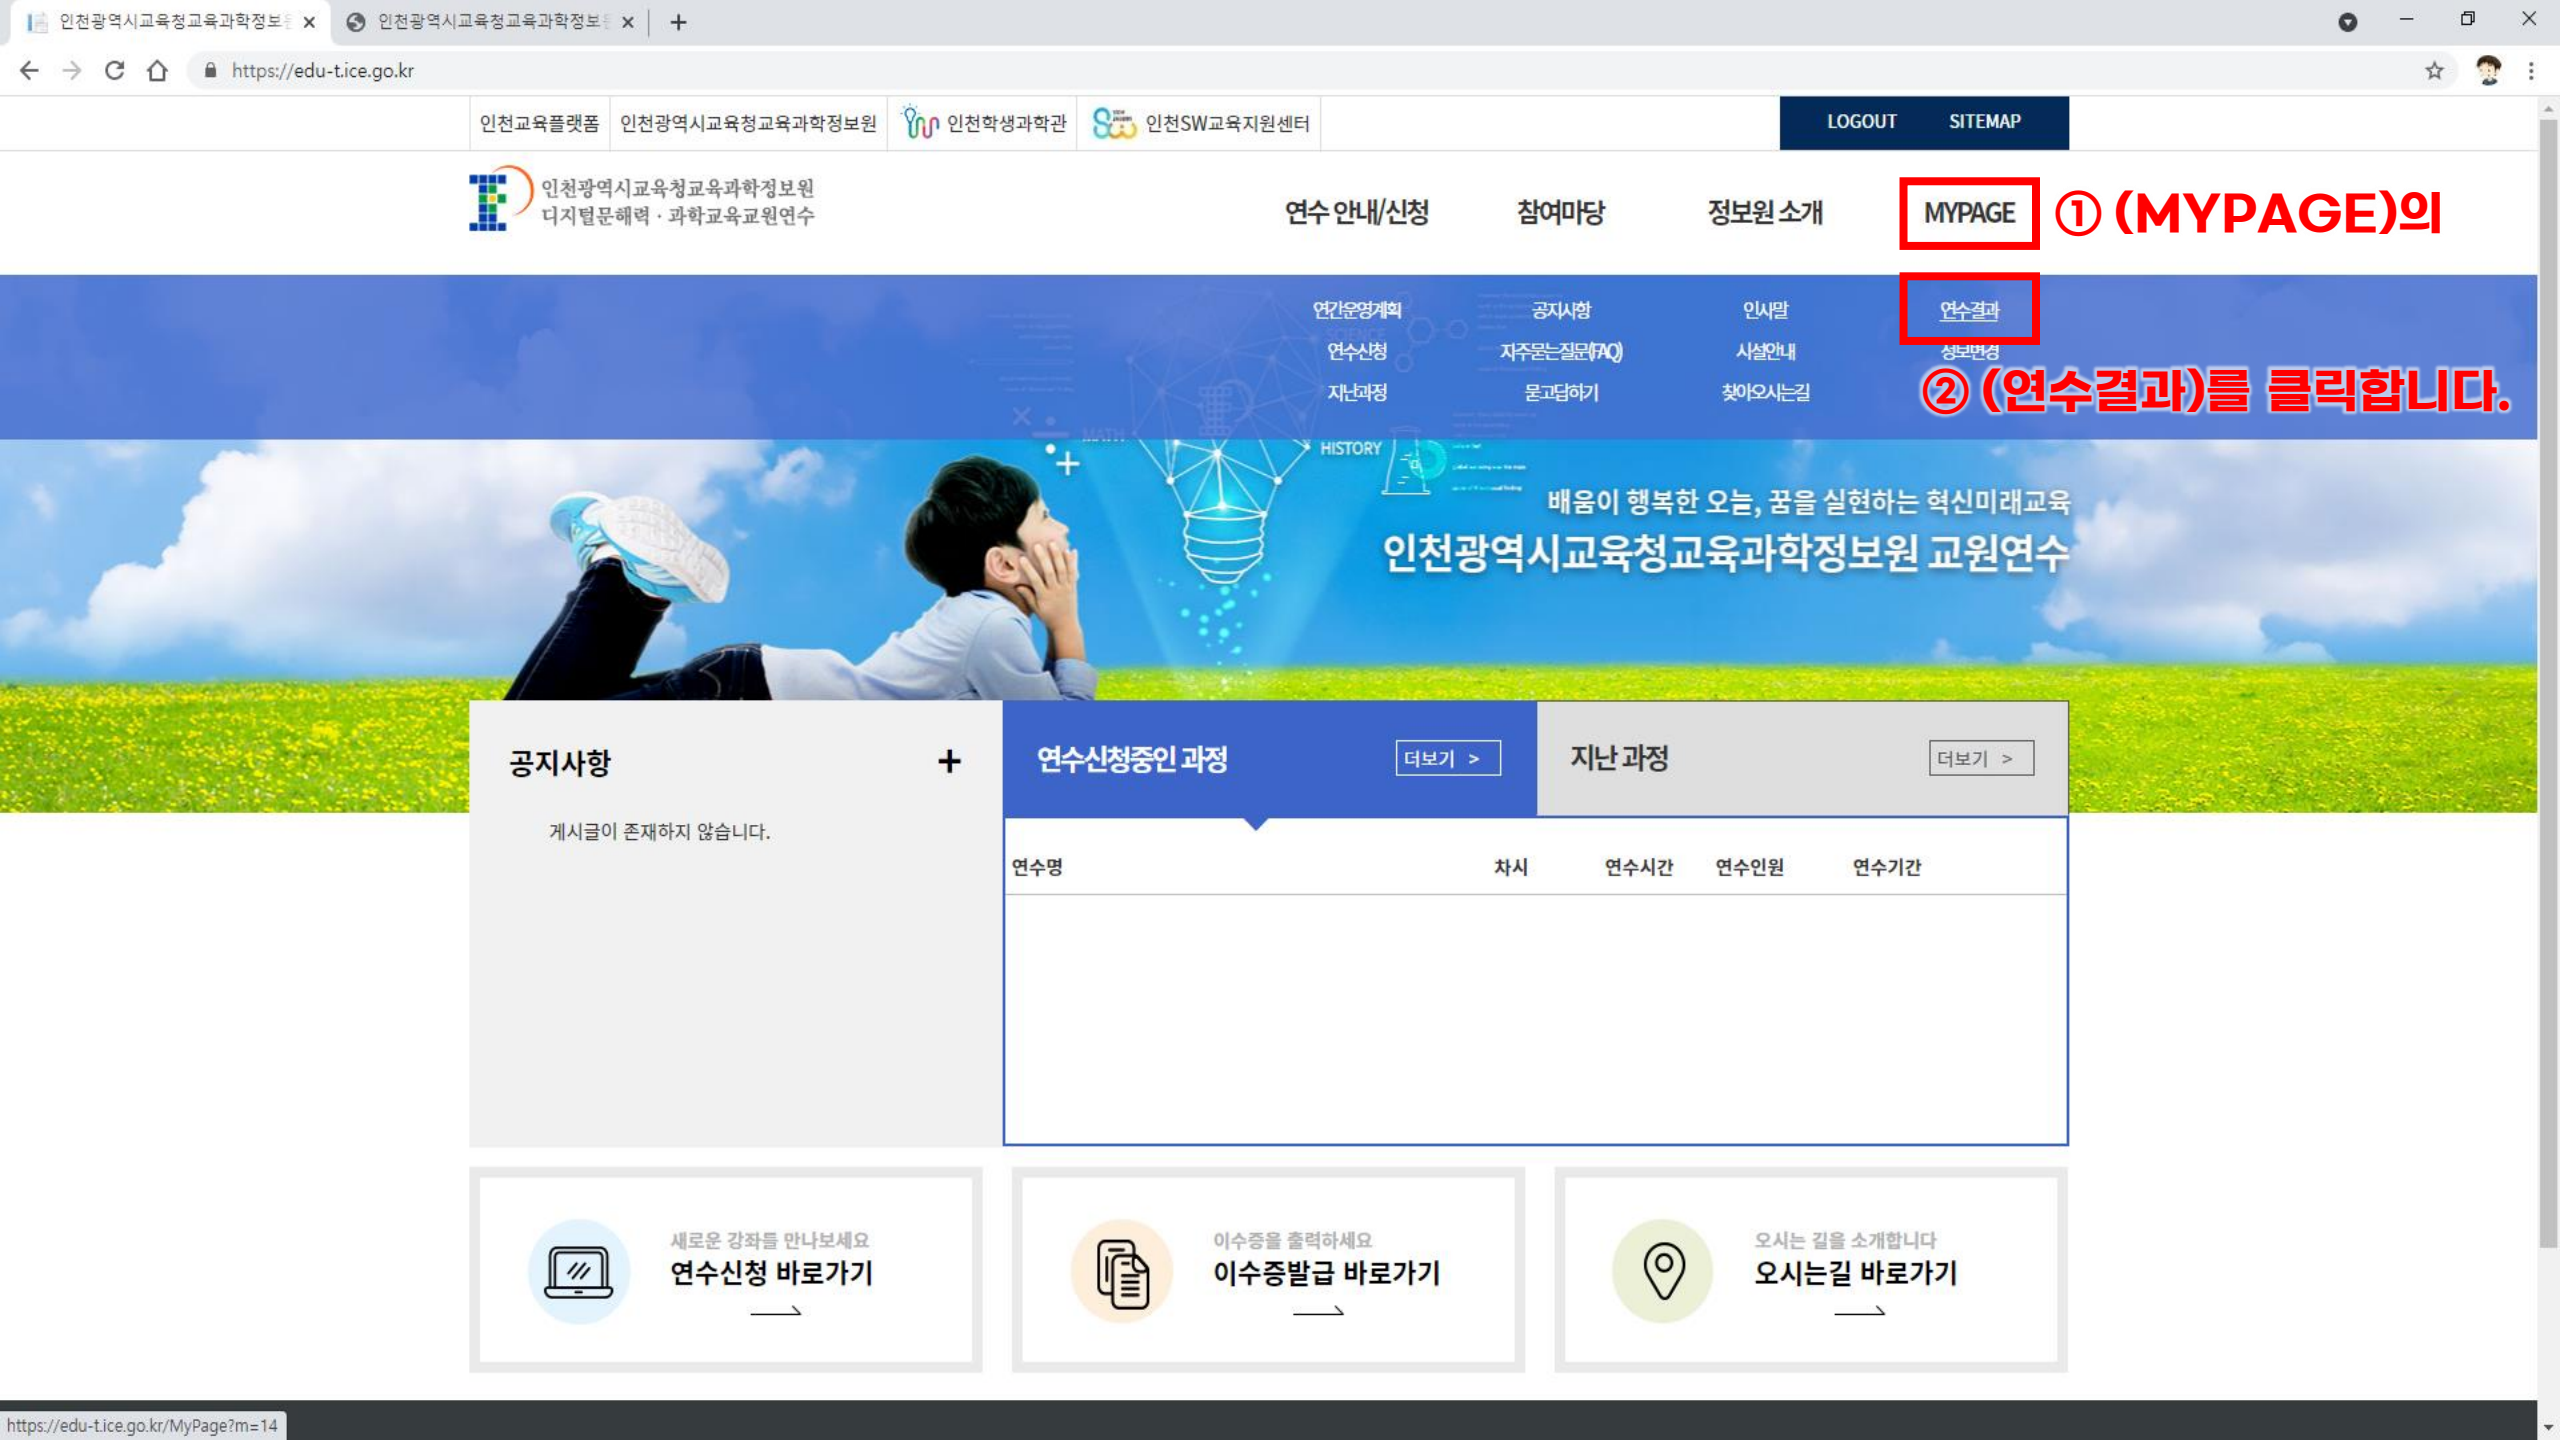 인천광역시교육청교육과학정보
인천광역시교육청교육과학정보
https://edu-t.ice.go.kr
인천교육플랫폼
인천광역시교육청교육과학정보원
인천학생과학관
인천SW교육지원센터
LOGOUT
SITEMAP
인천광역시교육청교육과학정보원
디지털문해력 · 과학교육교원연수
연수 안내/신청
참여마당
정보원 소개
MYPAGE
① (MYPAGE)의
연간운영계획
공지사항
인사말
연수결과
연수신청
자주묻는질문(FAQ)
시설안내
정보변경
지난과정
묻고답하기
찾아오시는길
② (연수결과)를 클릭합니다.
SCIENCE
MATH
HISTORY
배움이 행복한 오늘, 꿈을 실현하는 혁신미래교육
인천광역시교육청교육과학정보원 교원연수
공지사항
+
연수신청중인 과정
더보기 >
지난 과정
더보기 >
게시글이 존재하지 않습니다.
연수명
차시
연수시간
연수인원
연수기간
새로운 강좌를 만나보세요
연수신청 바로가기
이수증을 출력하세요
이수증발급 바로가기
오시는 길을 소개합니다
오시는길 바로가기
https://edu-t.ice.go.kr/MyPage?m=14